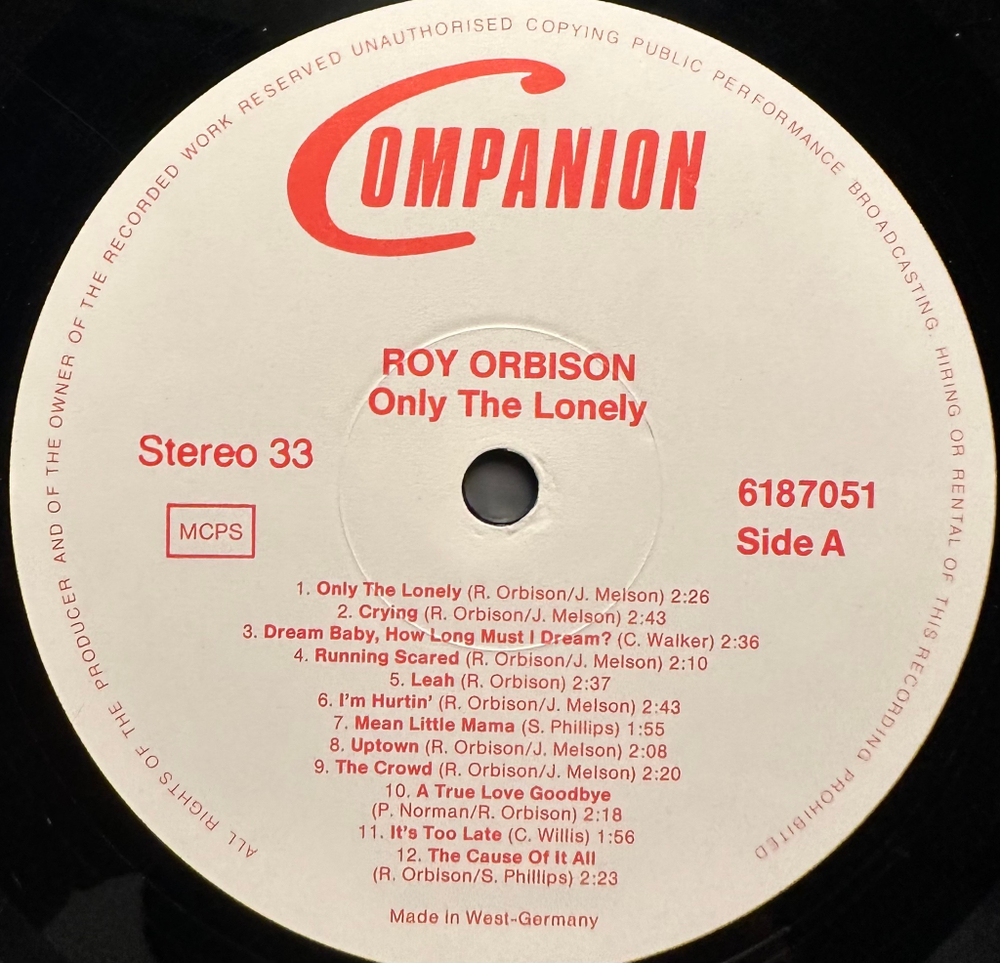 ALL RIGHTS OF THE PRODUCER AND OF THE OWNER OF THE RECORDED WORK RESERVED UNAUTHORISED COPYING PUBLIC PERFORMANCE BROADCASTING, HIRING OR RENTAL OF THIS RECORDING PROHIBITED
COMPANION
ROY ORBISON
Only The Lonely
Stereo 33
MCPS
6187051
Side A
1. Only The Lonely (R. Orbison/J. Melson) 2:26
2. Crying (R. Orbison/J. Melson) 2:43
3. Dream Baby, How Long Must I Dream? (C. Walker) 2:36
4. Running Scared (R. Orbison/J. Melson) 2:10
5. Leah (R. Orbison) 2:37
6. I'm Hurtin' (R. Orbison/J. Melson) 2:43
7. Mean Little Mama (S. Phillips) 1:55
8. Uptown (R. Orbison/J. Melson) 2:08
9. The Crowd (R. Orbison/J. Melson) 2:20
10. A True Love Goodbye
(P. Norman/R. Orbison) 2:18
11. It's Too Late (C. Willis) 1:56
12. The Cause Of It All
(R. Orbison/S. Phillips) 2:23
Made in West-Germany